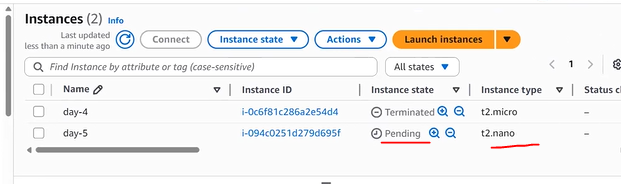 Instances (2) Info
Last updated
less than a minute ago
Connect
Instance state
Actions
Launch instances
Find Instance by attribute or tag (case-sensitive)
All states
1
Name Instance ID Instance state Instance type Status c
day-4 i-0c6f81c286a2e54d4 Terminated t2.micro –
day-5 i-094c0251d279d695f Pending t2.nano –